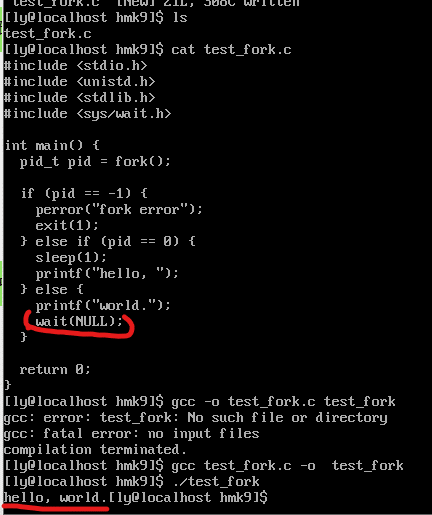 "test_fork.c" [New] 21L, 308C written
[ly@localhost hmk9]$ ls
test_fork.c
[ly@localhost hmk9]$ cat test_fork.c
#include <stdio.h>
#include <unistd.h>
#include <stdlib.h>
#include <sys/wait.h>
int main() {
pid_t pid = fork();
if (pid == -1) {
perror("fork error");
exit(1);
} else if (pid == 0) {
sleep(1);
printf("hello, ");
} else {
printf("world.");
wait(NULL);
}
return 0;
}
[ly@localhost hmk9]$ gcc -o test_fork.c test_fork
gcc: error: test_fork: No such file or directory
gcc: fatal error: no input files
compilation terminated.
[ly@localhost hmk9]$ gcc test_fork.c -o  test_fork
[ly@localhost hmk9]$ ./test_fork
hello, world.[ly@localhost hmk9]$